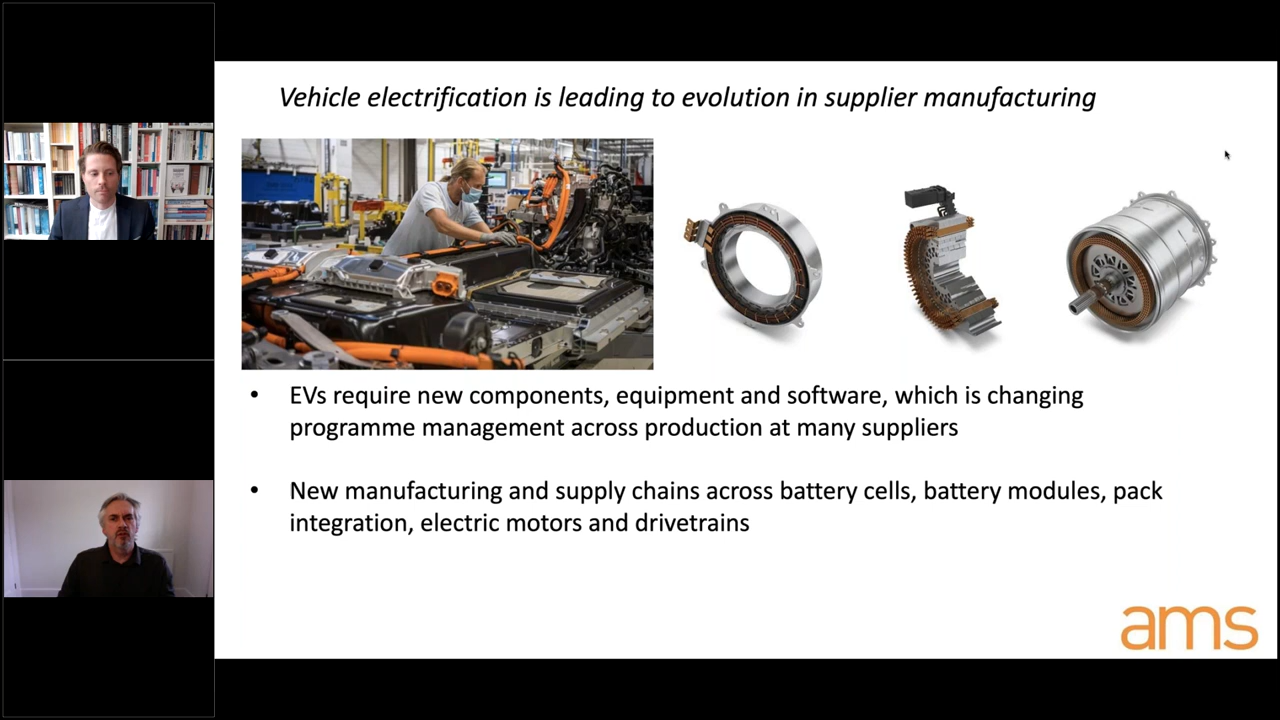 Vehicle electrification is leading to evolution in supplier manufacturing
• EVs require new components, equipment and software, which is changing
programme management across production at many suppliers
• New manufacturing and supply chains across battery cells, battery modules, pack
integration, electric motors and drivetrains
ams